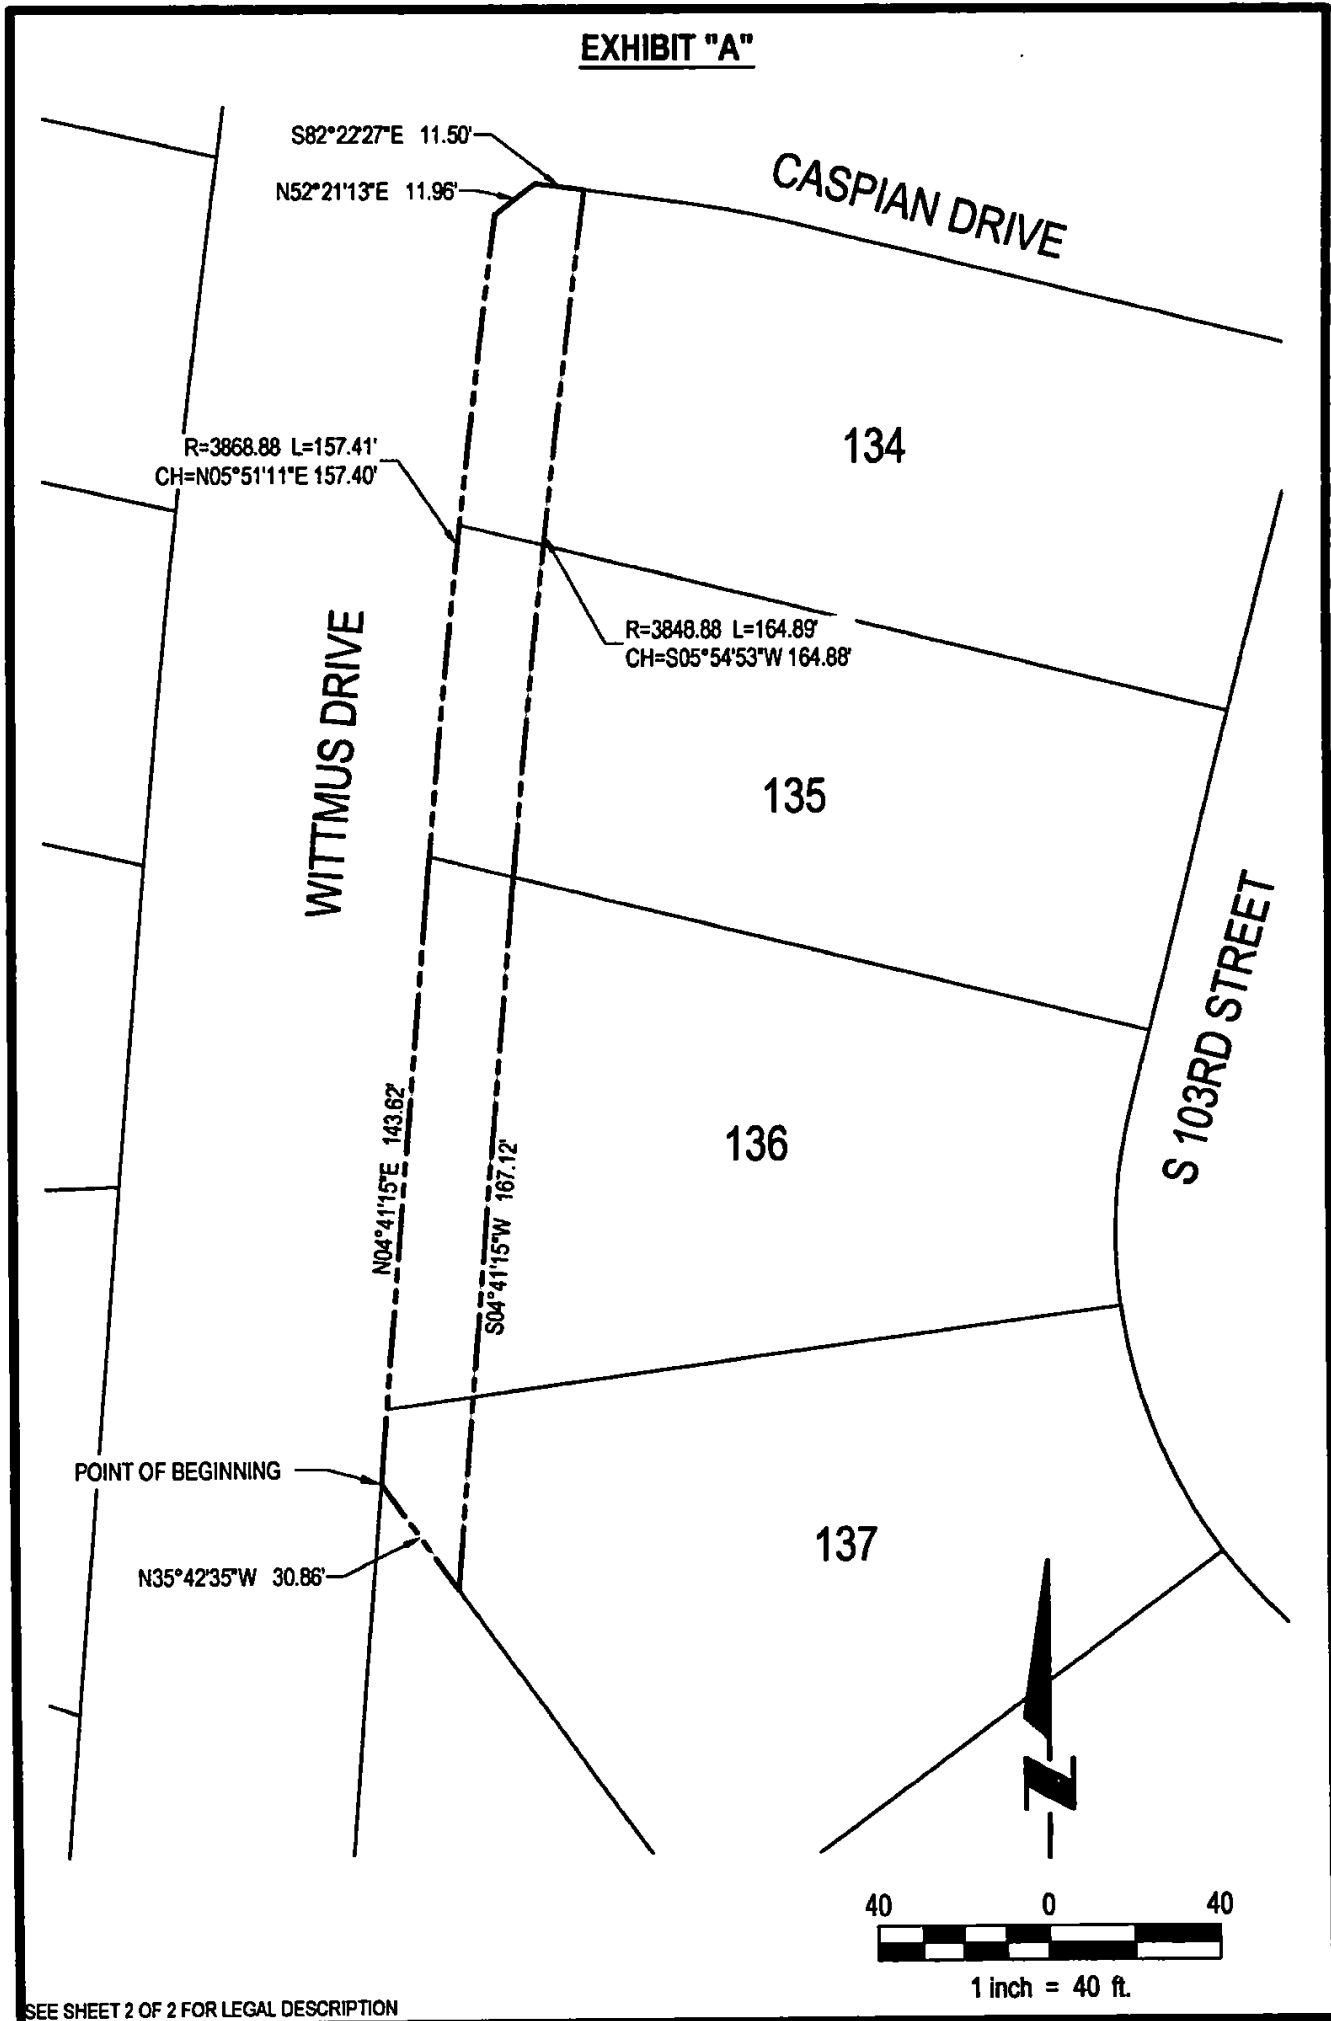 EXHIBIT "A"
S82°22'27"E 11.50'
N52°21'13"E 11.96'
CASPIAN DRIVE
134
R=3868.88 L=157.41'
CH=N05°51'11"E 157.40'
R=3848.88 L=164.89'
CH=S05°54'53"W 164.88'
WITTMUS DRIVE
135
S 103RD STREET
N04°41'15"E 143.62'
S04°41'15"W 167.12'
136
POINT OF BEGINNING
N35°42'35"W 30.86'
137
N
40 0 40
1 inch = 40 ft.
SEE SHEET 2 OF 2 FOR LEGAL DESCRIPTION